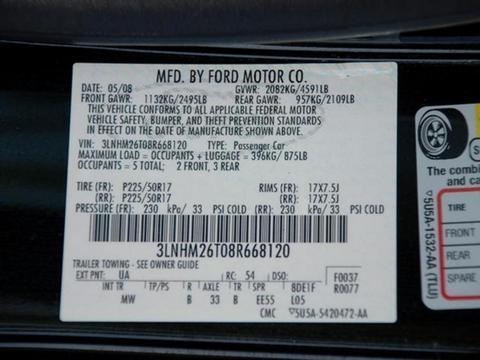 MFD. BY FORD MOTOR CO.
DATE: 05/08 GVWR: 2082KG/4591LB
FRONT GAWR: 1132KG/2495LB REAR GAWR: 957KG/2109LB
THIS VEHICLE CONFORMS TO ALL APPLICABLE FEDERAL MOTOR
VEHICLE SAFETY, BUMPER, AND THEFT PREVENTION STANDARDS
IN EFFECT ON THE DATE OF MANUFACTURE SHOWN ABOVE.
VIN: 3LNHM26T08R668120 TYPE: Passenger Car
MAXIMUM LOAD = OCCUPANTS + LUGGAGE = 396KG/875LB
OCCUPANTS = 5 TOTAL: 2 FRONT, 3 REAR
TIRE (FR): P225/50R17 RIMS (FR): 17X7.5J
(RR): P225/50R17 (RR): 17X7.5J
PRESSURE (FR): 230 kPa/ 33 PSI COLD (RR): 230 kPa/ 33 PSI COLD
3LNHM26T08R668120
TRAILER TOWING - SEE OWNER GUIDE
EXT PNT: UA RC: 54 DSO: F0037
INT TR TP/PS R AXLE TR SPR R0077
MW B 33 B EE55 L05 8DE1F
CMC 5U5A-5420472-AA
The combined
and ca
TIRE
FRONT
REAR
SPARE
5U5A-1532-AA (TLU)